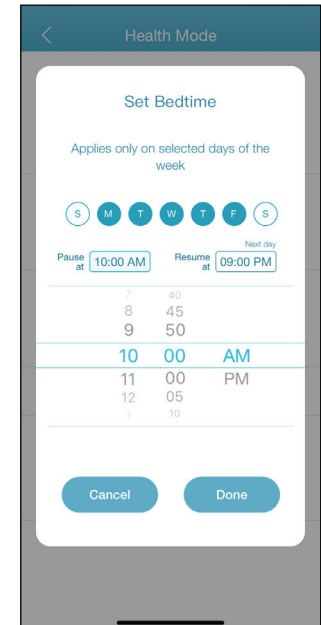 Health Mode
Set Bedtime
Applies only on selected days of the
week
S M T W T F S
Next day
Pause at 10:00 AM Resume at 09:00 PM
7 40
8 45
9 50
10 00 AM
11 00 PM
12 05
1 10
Cancel Done